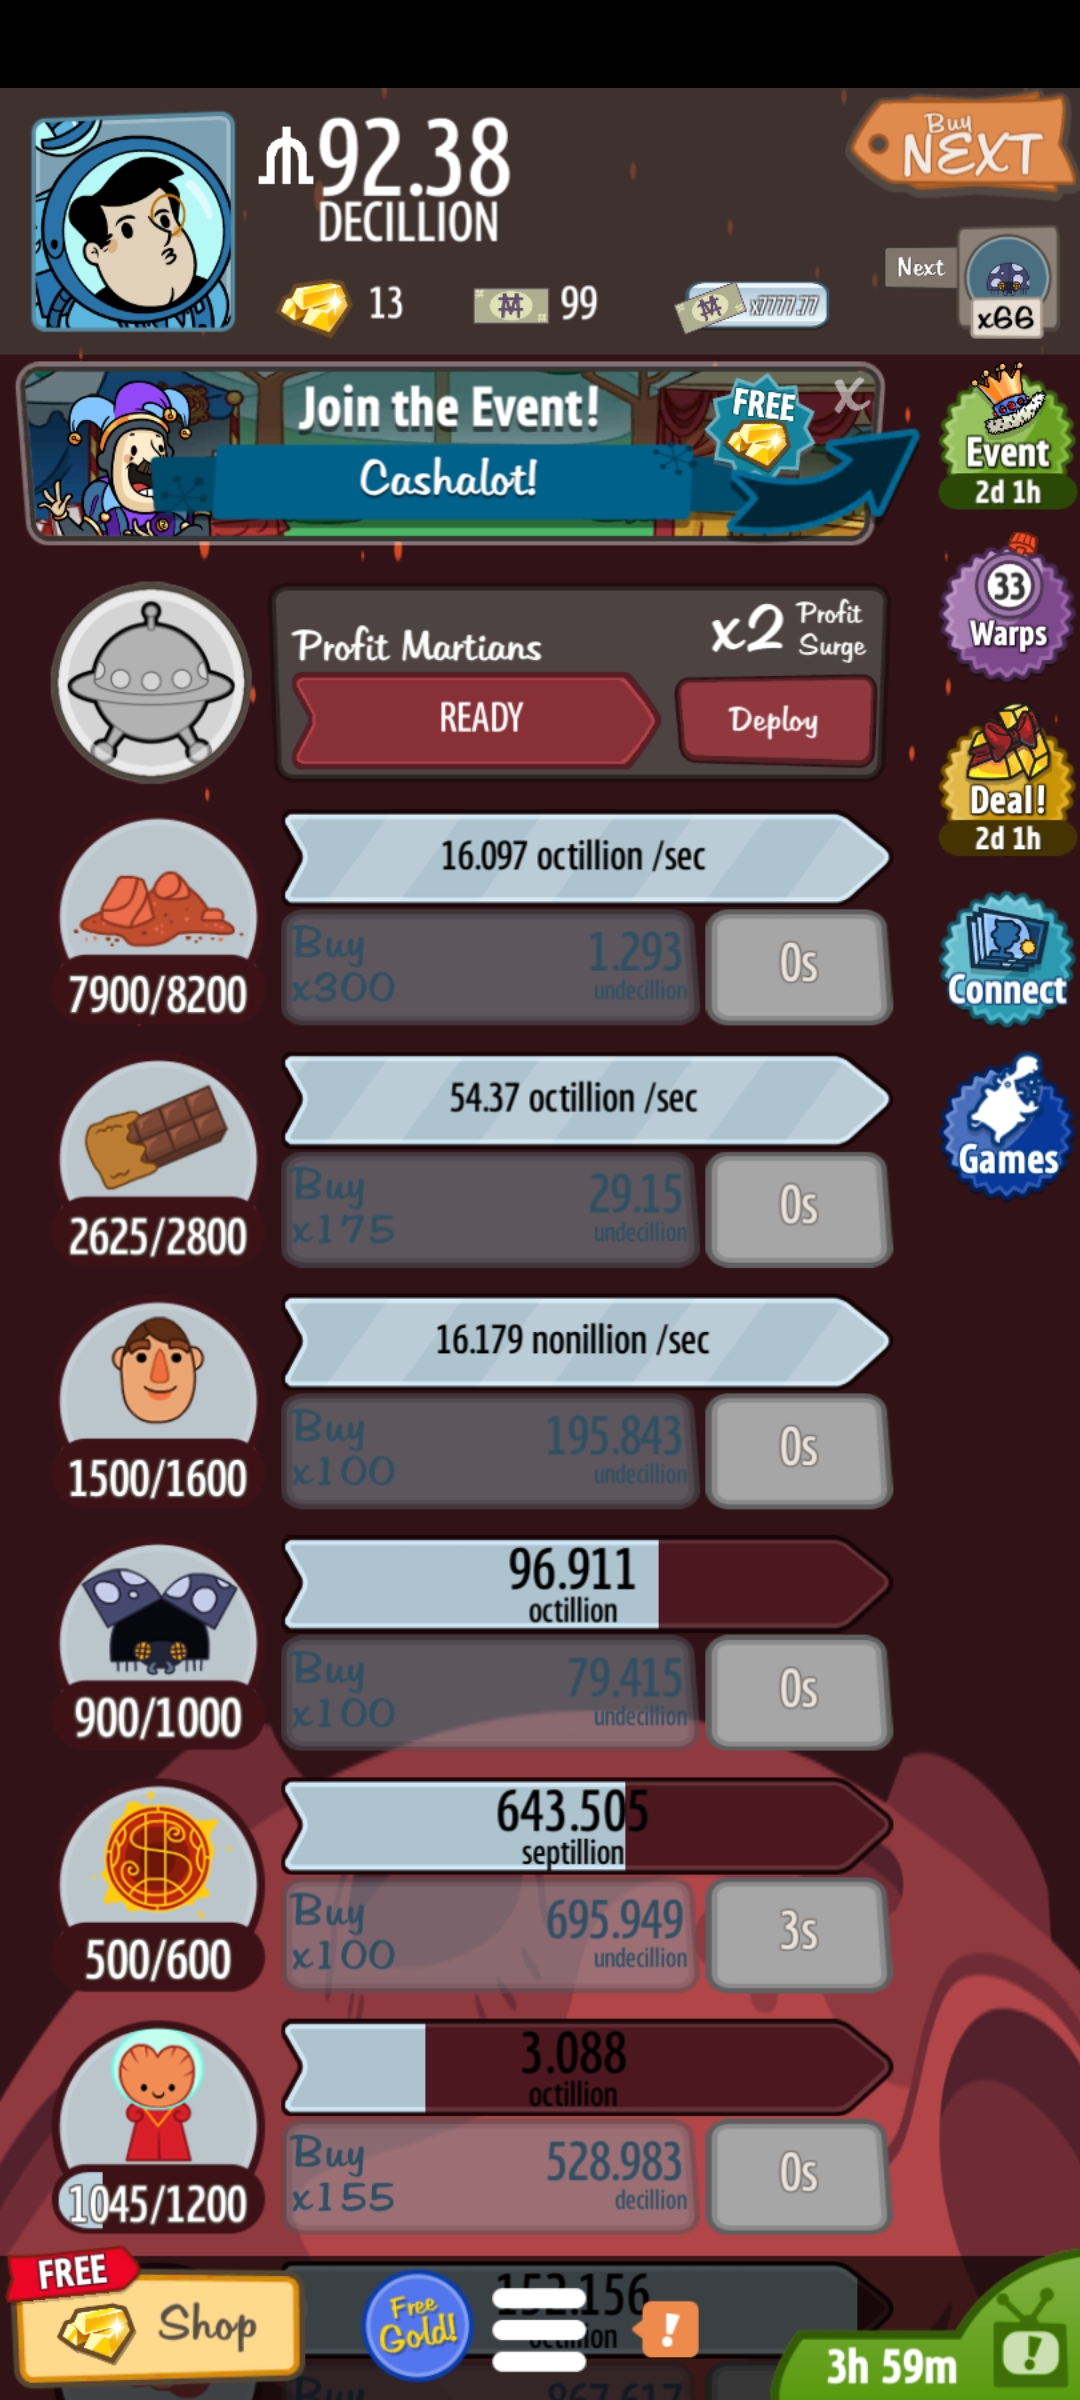 92.38
DECILLION
Buy
NEXT
13
99
x7777.77
Next
x66
Join the Event!
Cashalot!
FREE
X
Event
2d 1h
33
Warps
Profit Martians
x2 Profit
Surge
READY
Deploy
Deal!
2d 1h
16.097 octillion /sec
Buy
x300
1.293
undecillion
0s
7900/8200
Connect
54.37 octillion /sec
Buy
x175
29.15
undecillion
0s
2625/2800
Games
16.179 nonillion /sec
Buy
x100
195.843
undecillion
0s
1500/1600
96.911
octillion
Buy
x100
79.415
undecillion
0s
900/1000
643.505
septillion
Buy
x100
695.949
undecillion
3s
500/600
3.088
octillion
Buy
x155
528.983
decillion
0s
1045/1200
FREE
Shop
Free
Gold!
!
3h 59m
!